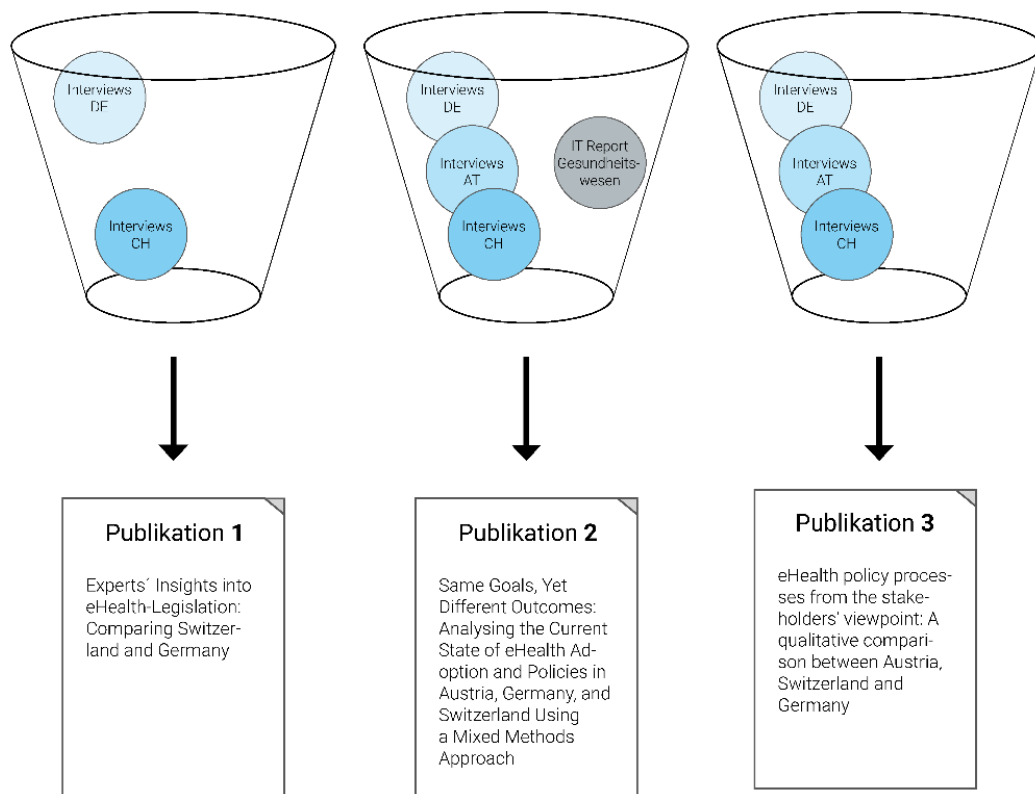 Interviews
DE
Interviews
CH
Interviews
DE
Interviews
AT
Interviews
CH
IT Report
Gesundheits-
wesen
Interviews
DE
Interviews
AT
Interviews
CH
Publikation 1
Experts´ Insights into
eHealth-Legislation:
Comparing Switzer-
land and Germany
Publikation 2
Same Goals, Yet
Different Outcomes:
Analysing the Current
State of eHealth Ad-
option and Policies in
Austria, Germany, and
Switzerland Using
a Mixed Methods
Approach
Publikation 3
eHealth policy proces-
ses from the stake-
holders' viewpoint: A
qualitative compari-
son between Austria,
Switzerland and
Germany